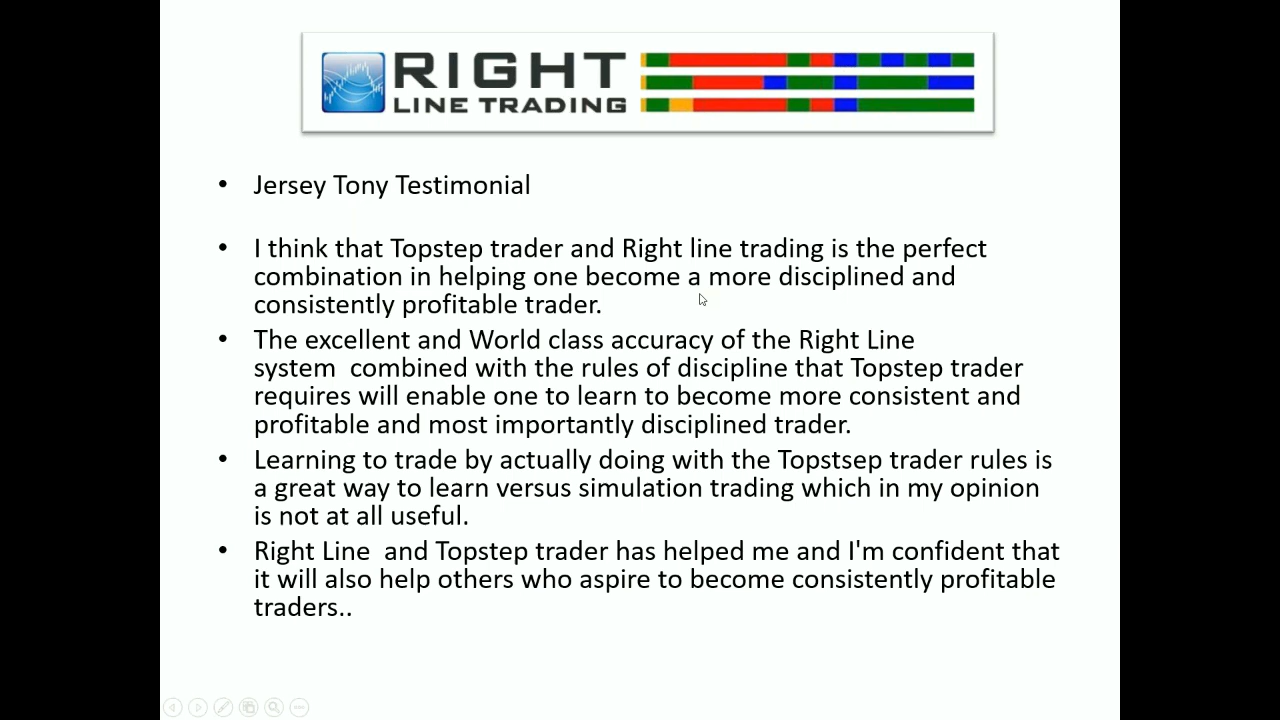 RIGHT
LINE TRADING
• Jersey Tony Testimonial
• I think that Topstep trader and Right line trading is the perfect
combination in helping one become a more disciplined and
consistently profitable trader.
• The excellent and World class accuracy of the Right Line
system  combined with the rules of discipline that Topstep trader
requires will enable one to learn to become more consistent and
profitable and most importantly disciplined trader.
• Learning to trade by actually doing with the Topstsep trader rules is
a great way to learn versus simulation trading which in my opinion
is not at all useful.
• Right Line  and Topstep trader has helped me and I'm confident that
it will also help others who aspire to become consistently profitable
traders..